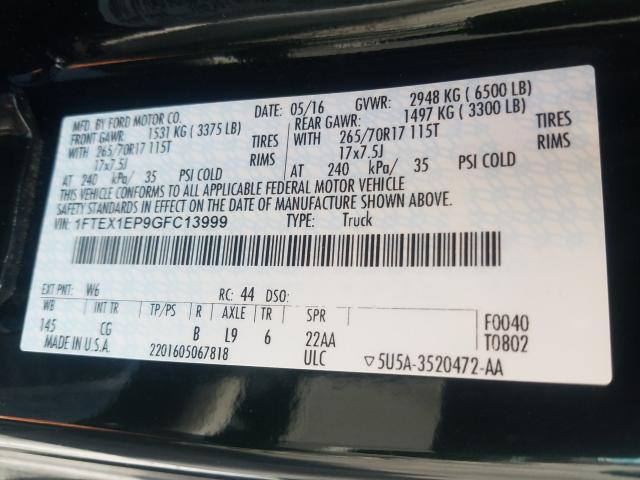 MFD. BY FORD MOTOR CO. DATE: 05/16 GVWR: 2948 KG ( 6500 LB)
FRONT GAWR: 1531 KG ( 3375 LB) REAR GAWR: 1497 KG ( 3300 LB)
WITH 265/70R17 115T TIRES WITH 265/70R17 115T TIRES
17x7.5J RIMS 17x7.5J RIMS
AT 240 kPa/ 35 PSI COLD AT 240 kPa/ 35 PSI COLD
THIS VEHICLE CONFORMS TO ALL APPLICABLE FEDERAL MOTOR VEHICLE
SAFETY STANDARDS IN EFFECT ON THE DATE OF MANUFACTURE SHOWN ABOVE.
VIN: 1FTEX1EP9GFC13999 TYPE: Truck
EXT PNT: W6 RC: 44 DSO:
WB INT TR TP/PS R AX TR SPR F0040
145 CG B L9 6 22AA T0802
MADE IN U.S.A. 2201605067818 ULC ▽5U5A-3520472-AA